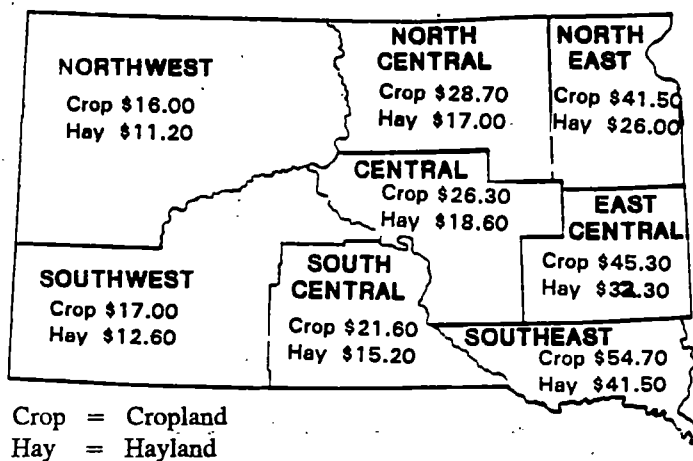 NORTHWEST
Crop $16.00
Hay $11.20
NORTH
CENTRAL
Crop $28.70
Hay $17.00
NORTH
EAST
Crop $41.50
Hay $26.00
CENTRAL
Crop $26.30
Hay $18.60
EAST
CENTRAL
Crop $45.30
Hay $32.30
SOUTHWEST
Crop $17.00
Hay $12.60
SOUTH
CENTRAL
Crop $21.60
Hay $15.20
SOUTHEAST
Crop $54.70
Hay $41.50
Crop = Cropland
Hay = Hayland